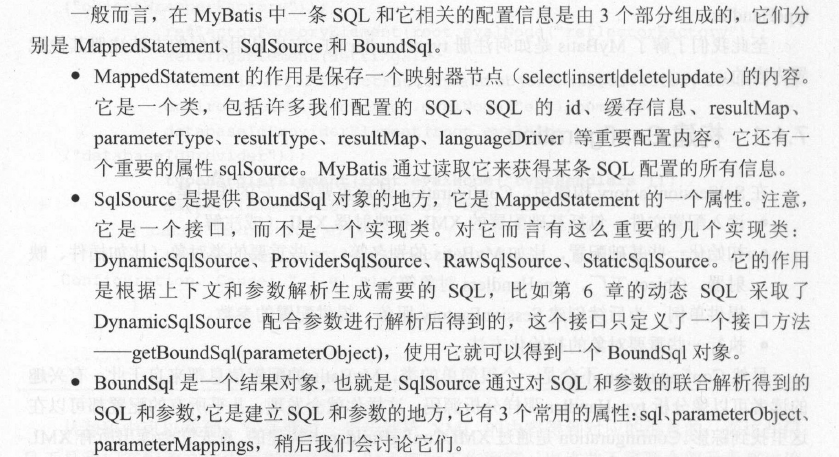 一般而言，在 MyBatis 中一条 SQL 和它相关的配置信息是由 3 个部分组成的，它们分
别是 MappedStatement、SqlSource 和 BoundSql。
● MappedStatement 的作用是保存一个映射器节点（select|insert|delete|update）的内容。
它是一个类，包括许多我们配置的 SQL、SQL 的 id、缓存信息、resultMap、
parameterType、resultType、resultMap、languageDriver 等重要配置内容。它还有一
个重要的属性 sqlSource。MyBatis 通过读取它来获得某条 SQL 配置的所有信息。
● SqlSource 是提供 BoundSql 对象的地方，它是 MappedStatement 的一个属性。注意，
它是一个接口，而不是一个实现类。对它而言有这么重要的几个实现类：
DynamicSqlSource、ProviderSqlSource、RawSqlSource、StaticSqlSource。它的作用
是根据上下文和参数解析生成需要的 SQL，比如第 6 章的动态 SQL 采取了
DynamicSqlSource 配合参数进行解析后得到的，这个接口只定义了一个接口方法
——getBoundSql(parameterObject)，使用它就可以得到一个 BoundSql 对象。
● BoundSql 是一个结果对象，也就是 SqlSource 通过对 SQL 和参数的联合解析得到的
SQL 和参数，它是建立 SQL 和参数的地方，它有 3 个常用的属性：sql、parameterObject、
parameterMappings，稍后我们会讨论它们。